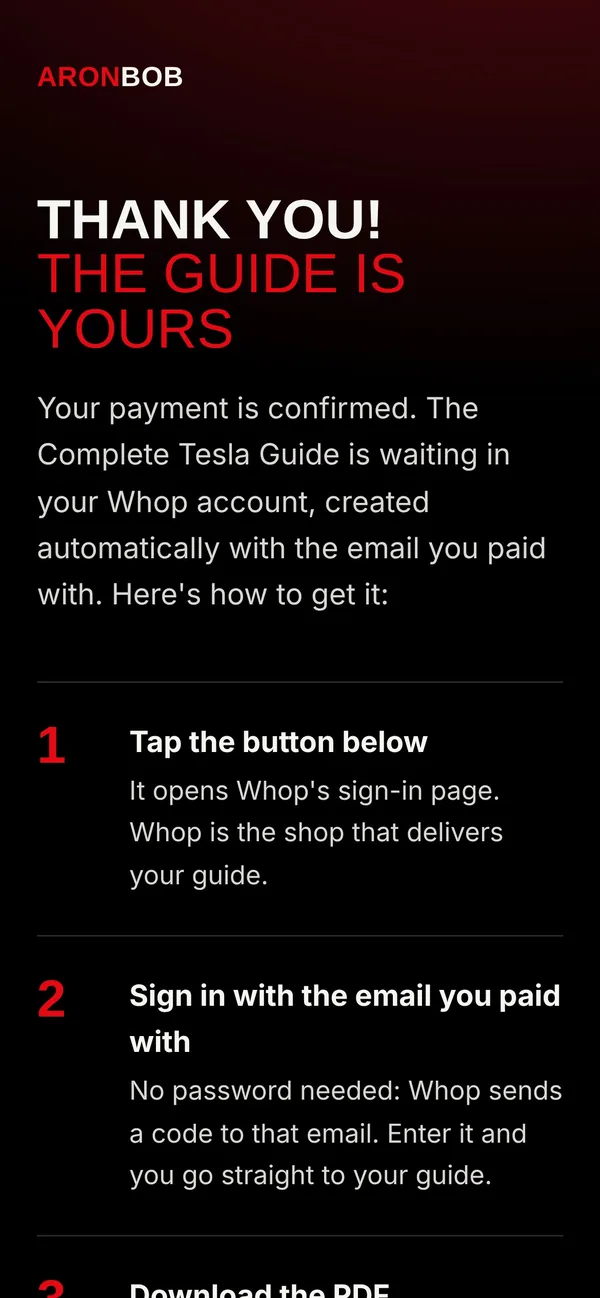 ARONBOB
THANK YOU!
THE GUIDE IS
YOURS
Your payment is confirmed. The
Complete Tesla Guide is waiting in
your Whop account, created
automatically with the email you paid
with. Here's how to get it:
1
Tap the button below
It opens Whop's sign-in page.
Whop is the shop that delivers
your guide.
2
Sign in with the email you paid
with
No password needed: Whop sends
a code to that email. Enter it and
you go straight to your guide.
3
Download the PDF